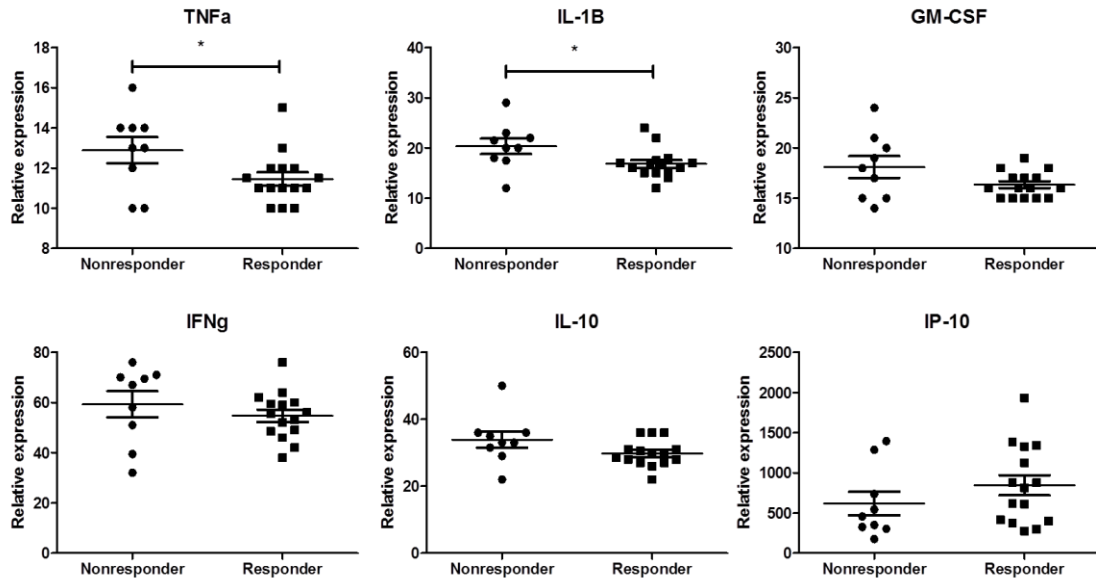 TNFa
Relative expression
18
16
14
12
10
8
*
Nonresponder
Responder
IL-1B
Relative expression
40
30
20
10
0
*
Nonresponder
Responder
GM-CSF
Relative expression
30
25
20
15
10
Nonresponder
Responder
IFNg
Relative expression
80
60
40
20
0
Nonresponder
Responder
IL-10
Relative expression
60
40
20
0
Nonresponder
Responder
IP-10
Relative expression
2500
2000
1500
1000
500
0
Nonresponder
Responder